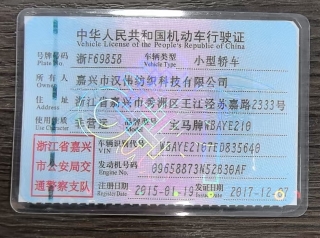 中华人民共和国机动车行驶证
Vehicle License of the People's Republic of China
号牌号码 浙F69858 车辆类型 小型轿车
Plate No. Vehicle Type
所有人 嘉兴市汉伟纺织科技有限公司
Owner
住址 浙江省嘉兴市秀洲区王江泾苏嘉路2333号
Address
使用性质 非营运 品牌型号 宝马牌WBAYE210
Use Character Model
浙江省嘉兴
市公安局交
通警察支队
车辆识别代号
VIN
发动机号码 09658873N52B30AF
Engine No.
注册日期 2015-01-19 发证日期
Register Date Issue Date